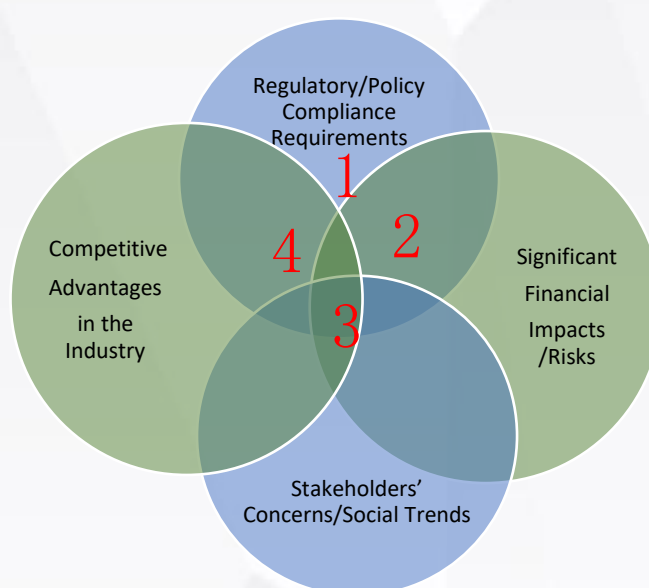 Regulatory/Policy
Compliance
Requirements
1
2
4
3
Competitive
Advantages
in the
Industry
Significant
Financial
Impacts
/Risks
Stakeholders’
Concerns/Social Trends